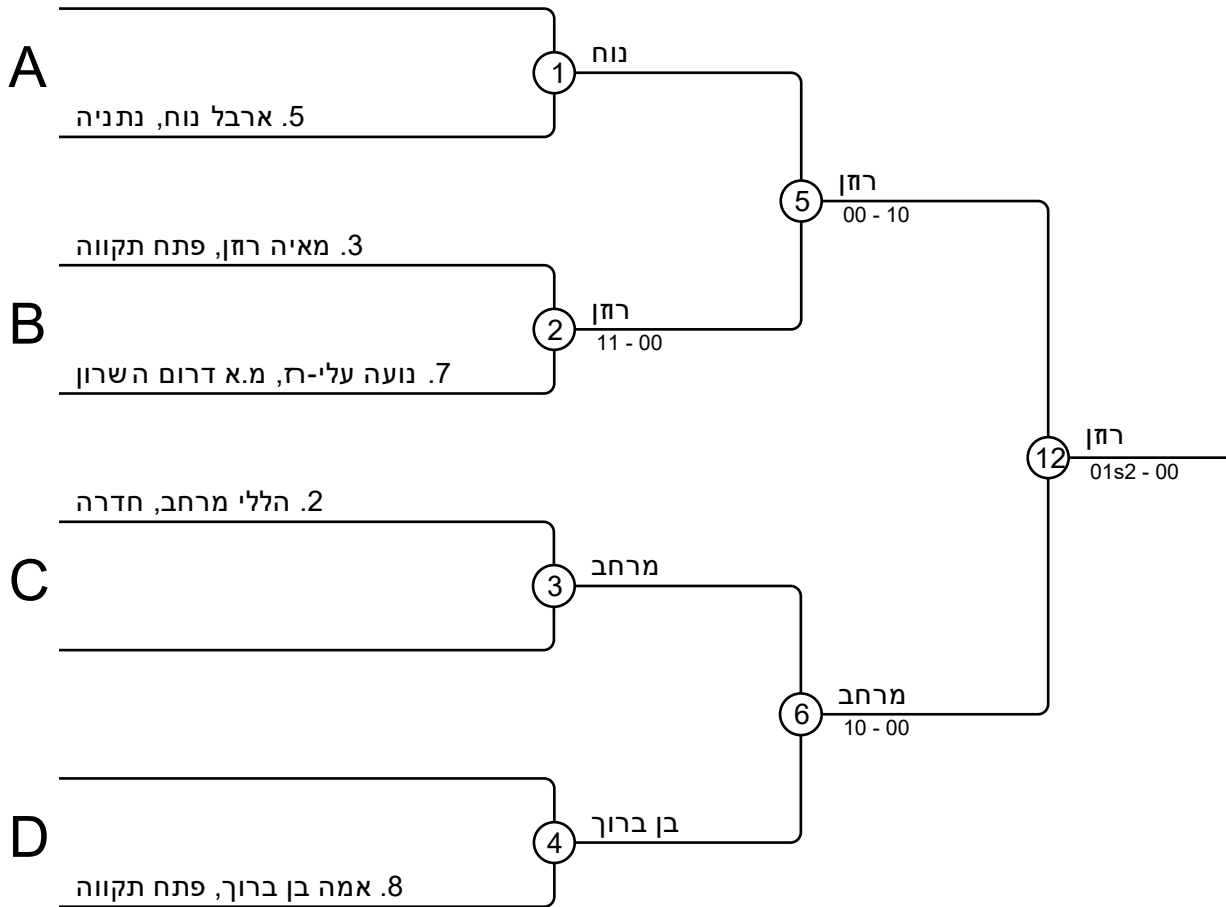 A
5. ארבל נוח, נתניה
1
נוח
B
3. מאיה רוזן, פתח תקווה
7. נועה עלי-רז, מ.א דרום השרון
2
רוזן
11 - 00
5
רוזן
00 - 10
C
2. הללי מרחב, חדרה
3
מרחב
D
8. אמה בן ברוך, פתח תקווה
4
בן ברוך
6
מרחב
10 - 00
12
רוזן
01s2 - 00